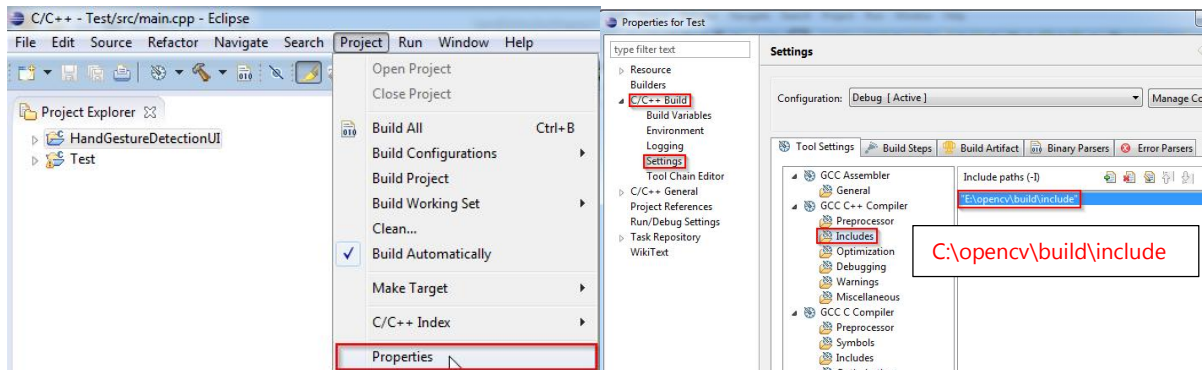 C/C++ - Test/src/main.cpp - Eclipse
File Edit Source Refactor Navigate Search Project Run Window Help
Project Explorer
HandGestureDetectionUI
Test
Open Project
Close Project
Build All Ctrl+B
Build Configurations
Build Project
Build Working Set
Clean...
Build Automatically
Make Target
C/C++ Index
Properties
Properties for Test
type filter text
Resource
Builders
C/C++ Build
Build Variables
Environment
Logging
Settings
Tool Chain Editor
C/C++ General
Project References
Run/Debug Settings
Task Repository
WikiText
Settings
Configuration: Debug [ Active ] Manage Co
Tool Settings Build Steps Build Artifact Binary Parsers Error Parsers
GCC Assembler
General
GCC C++ Compiler
Preprocessor
Includes
Optimization
Debugging
Warnings
Miscellaneous
GCC C Compiler
Preprocessor
Symbols
Includes
Include paths (-I)
"E:\opencv\build\include"
C:\opencv\build\include